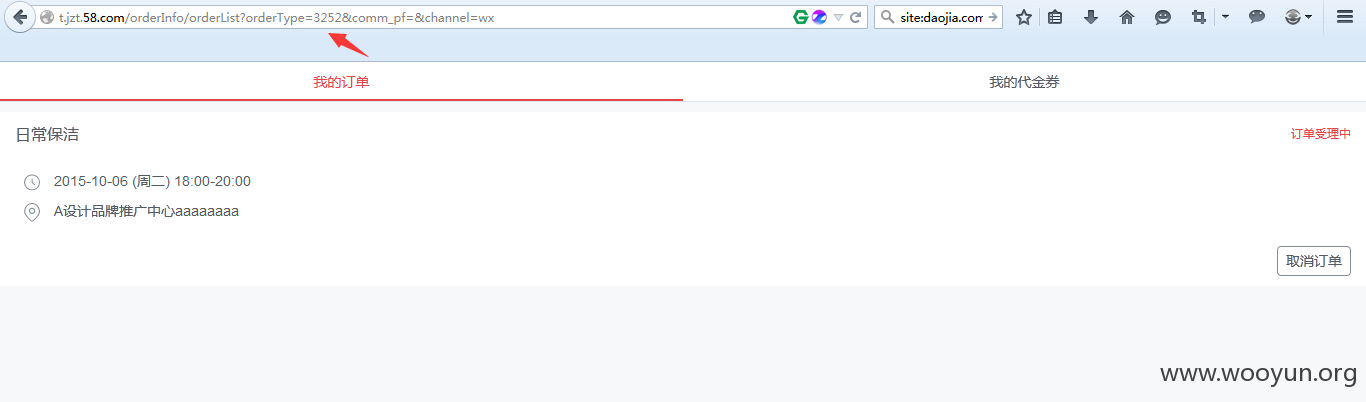 t.jzt.58.com/orderInfo/orderList?orderType=3252&comm_pf=&channel=wx
site:daojia.com
我的订单
我的代金券
日常保洁
订单受理中
2015-10-06 (周二) 18:00-20:00
A设计品牌推广中心aaaaaaaa
取消订单
www.wooyun.org